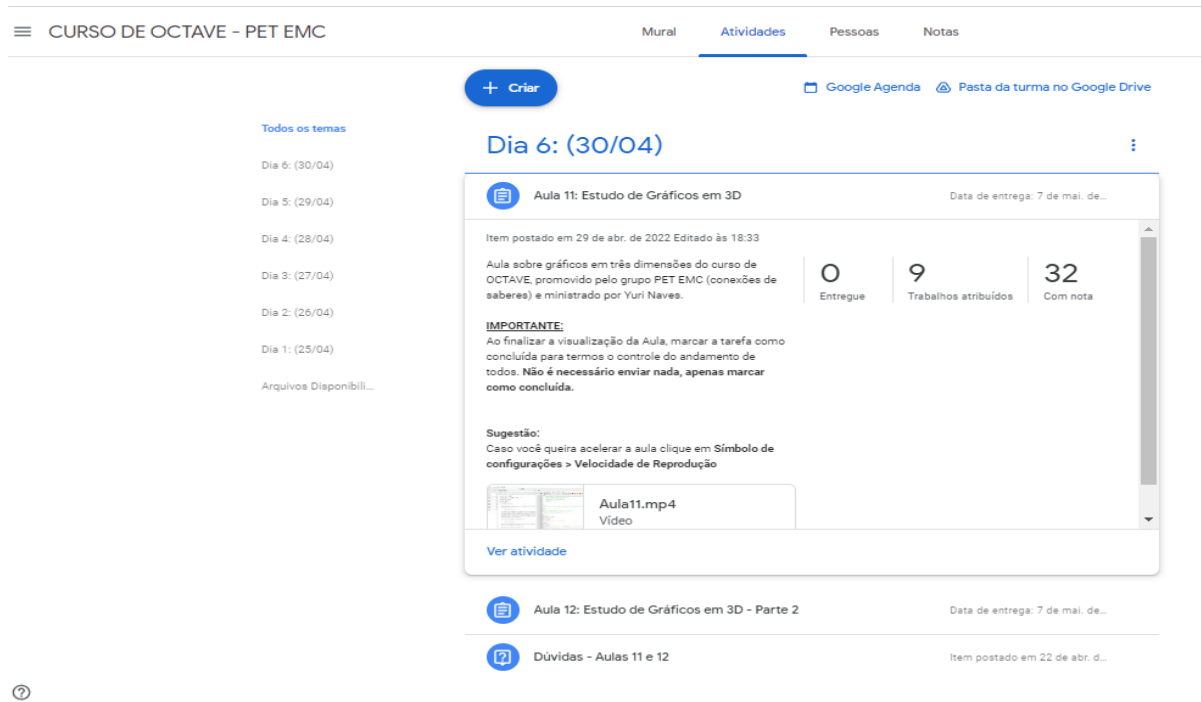 CURSO DE OCTAVE - PET EMC
Mural Atividades Pessoas Notas
Criar
Google Agenda Pasta da turma no Google Drive
Todos os temas
Dia 6: (30/04)
Dia 5: (29/04)
Dia 4: (28/04)
Dia 3: (27/04)
Dia 2: (26/04)
Dia 1: (25/04)
Arquivos Disponibili...
Dia 6: (30/04)
Aula 11: Estudo de Gráficos em 3D
Data de entrega: 7 de mai. de...
Item postado em 29 de abr. de 2022 Editado às 18:33
Aula sobre gráficos em três dimensões do curso de
OCTAVE, promovido pelo grupo PET EMC (conexões de
saberes) e ministrado por Yuri Naves.
0 9 32
Entregue Trabalhos atribuídos Com nota
IMPORTANTE:
Ao finalizar a visualização da Aula, marcar a tarefa como
concluída para termos o controle do andamento de
todos. Não é necessário enviar nada, apenas marcar
como concluída.
Sugestão:
Caso você queira acelerar a aula clique em Símbolo de
configurações > Velocidade de Reprodução
Aula11.mp4
Vídeo
Ver atividade
Aula 12: Estudo de Gráficos em 3D - Parte 2
Data de entrega: 7 de mai. de...
Dúvidas - Aulas 11 e 12
Item postado em 22 de abr. d...